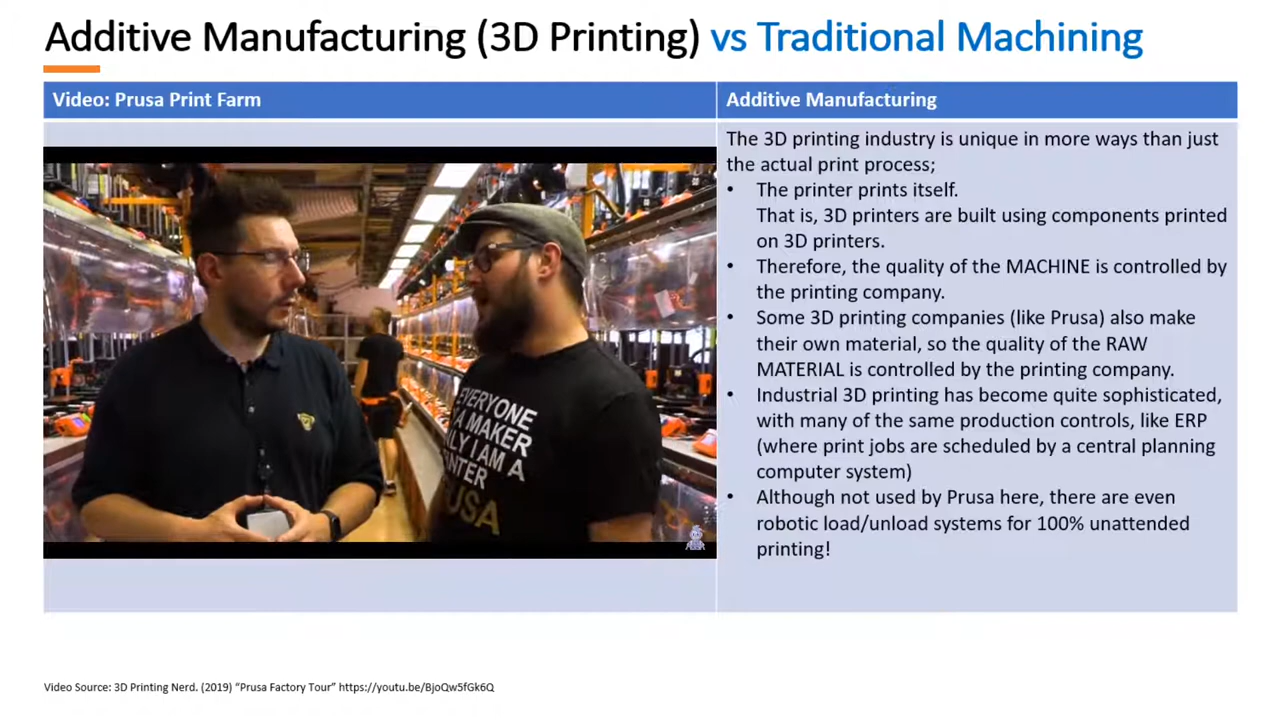 Additive Manufacturing (3D Printing) vs Traditional Machining
Video: Prusa Print Farm
Additive Manufacturing
EVERYONE
A MAKER
LY I AM A
INTER
USA
The 3D printing industry is unique in more ways than just
the actual print process;
• The printer prints itself.
That is, 3D printers are built using components printed
on 3D printers.
• Therefore, the quality of the MACHINE is controlled by
the printing company.
• Some 3D printing companies (like Prusa) also make
their own material, so the quality of the RAW
MATERIAL is controlled by the printing company.
• Industrial 3D printing has become quite sophisticated,
with many of the same production controls, like ERP
(where print jobs are scheduled by a central planning
computer system)
• Although not used by Prusa here, there are even
robotic load/unload systems for 100% unattended
printing!
Video Source: 3D Printing Nerd. (2019) “Prusa Factory Tour” https://youtu.be/BjoQw5fGk6Q